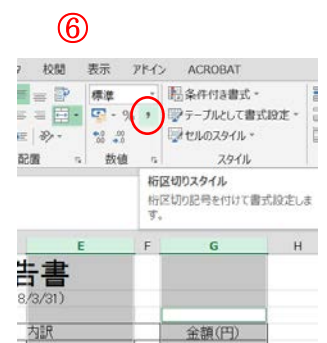 ⑥
校閲 表示 アドイン ACROBAT
標準 条件付き書式
% , テーブルとして書式設定
セルのスタイル
配置 数値 スタイル
桁区切りスタイル
桁区切り記号を付けて書式設定しま
す。
E F G H
告書
8/3/31)
内訳 金額(円)